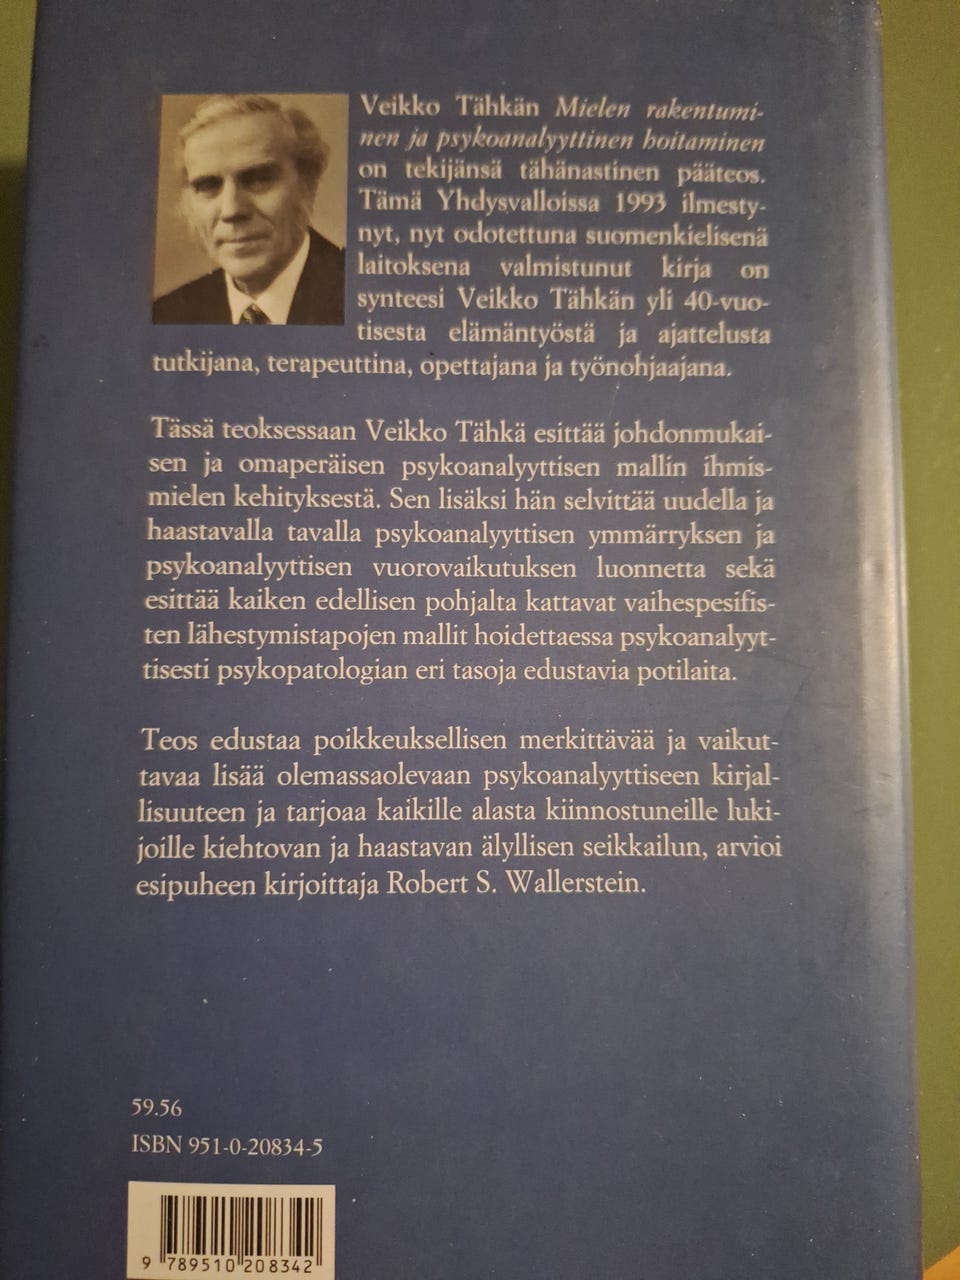 Veikko Tähkän Mielen rakentumi-
nen ja psykoanalyyttinen hoitaminen
on tekijänsä tähänastinen pääteos.
Tämä Yhdysvalloissa 1993 ilmesty-
nyt, nyt odotettuna suomenkielisenä
laitoksena valmistunut kirja on
synteesi Veikko Tähkän yli 40-vuo-
tisesta elämäntyöstä ja ajattelusta
tutkijana, terapeuttina, opettajana ja työnohjaajana.
Tässä teoksessaan Veikko Tähkä esittää johdonmukai-
sen ja omaperäisen psykoanalyyttisen mallin ihmis-
mielen kehityksestä. Sen lisäksi hän selvittää uudella ja
haastavalla tavalla psykoanalyyttisen ymmärryksen ja
psykoanalyyttisen vuorovaikutuksen luonnetta sekä
esittää kaiken edellisen pohjalta kattavat vaihespesifis-
ten lähestymistapojen mallit hoidettaessa psykoanalyyt-
tisesti psykopatologian eri tasoja edustavia potilaita.
Teos edustaa poikkeuksellisen merkittävää ja vaikut-
tavaa lisää olemassaolevaan psykoanalyyttiseen kirjal-
lisuuteen ja tarjoaa kaikille alasta kiinnostuneille luki-
joille kiehtovan ja haastavan älyllisen seikkailun, arvioi
esipuheen kirjoittaja Robert S. Wallerstein.
59.56
ISBN 951-0-20834-5
9 789510 208342